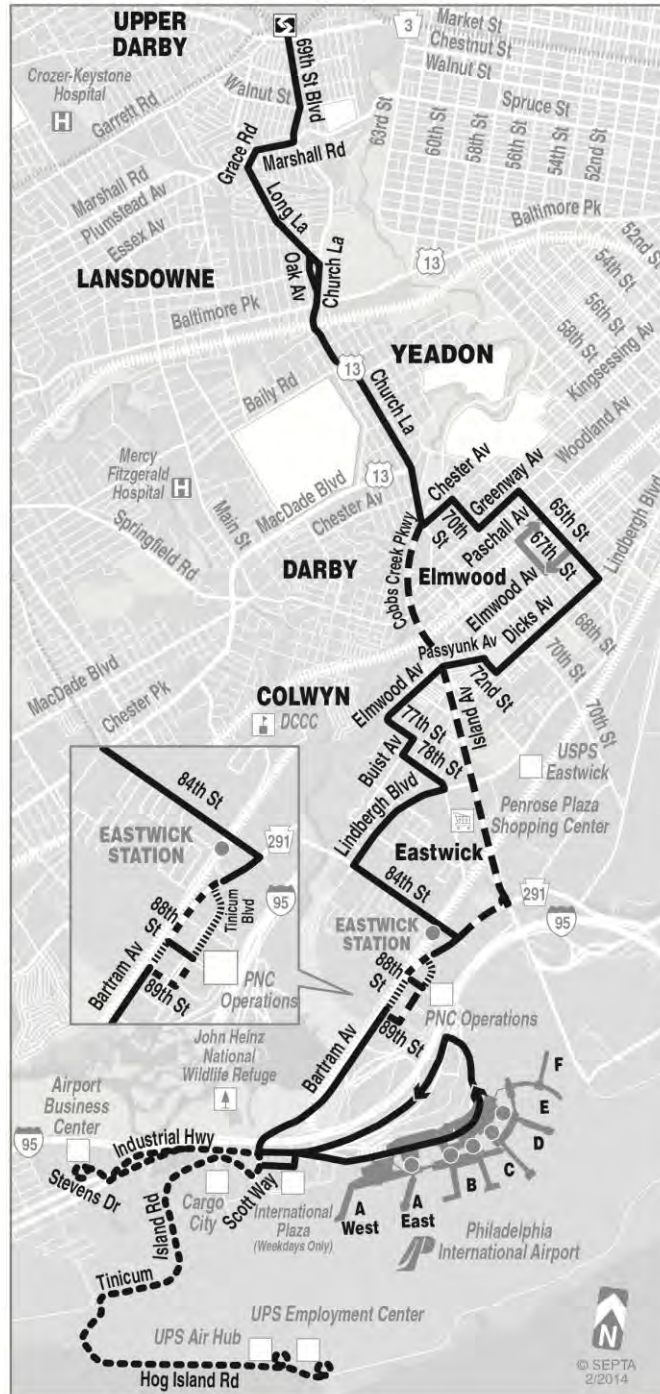 UPPER
DARBY
3
Market St
Chestnut St
Walnut St
Crozer-Keystone
Hospital
H
Garrett Rd
Walnut St
69th St Blvd
63rd St
Spruce St
60th St
58th St
56th St
54th St
52nd St
Grace Rd
Marshall Rd
Marshall Rd
Plumstead Av
Essex Av
Long La
Baltimore Pk
LANSDOWNE
Oak Av
Church La
13
52nd St
54th St
56th St
58th St
Baltimore Pk
YEADON
13
Kingsessing Av
Baily Rd
Church La
Woodland Av
Mercy
Fitzgerald
Hospital
H
13
MacDade Blvd
Chester Av
Main St
Chester Av
Greenway Av
70th St
65th St
Lindbergh Blvd
Springfield Rd
Cobbs Creek Pkwy
Paschall Av
67th St
DARBY
Elmwood
Elmwood Av
Dicks Av
68th St
70th St
Passyunk Av
72nd St
70th St
MacDade Blvd
Chester Pk
COLWYN
DCCC
Elmwood Av
77th St
78th St
Island Av
Buist Av
USPS
Eastwick
Lindbergh Blvd
Penrose Plaza
Shopping Center
Eastwick
84th St
291
95
EASTWICK
STATION
84th St
EASTWICK
STATION
291
95
88th St
Tinicum
Blvd
Bartram Av
89th St
PNC
Operations
88th St
89th St
PNC Operations
Bartram Av
John Heinz
National
Wildlife Refuge
F
E
D
C
B
A
East
A
West
Airport
Business
Center
95
Industrial Hwy
Stevens Dr
Scott Way
Cargo
City
International
Plaza
(Weekdays Only)
Philadelphia
International Airport
Island Rd
Tinicum
UPS Employment Center
UPS Air Hub
Hog Island Rd
N
© SEPTA
2/2014